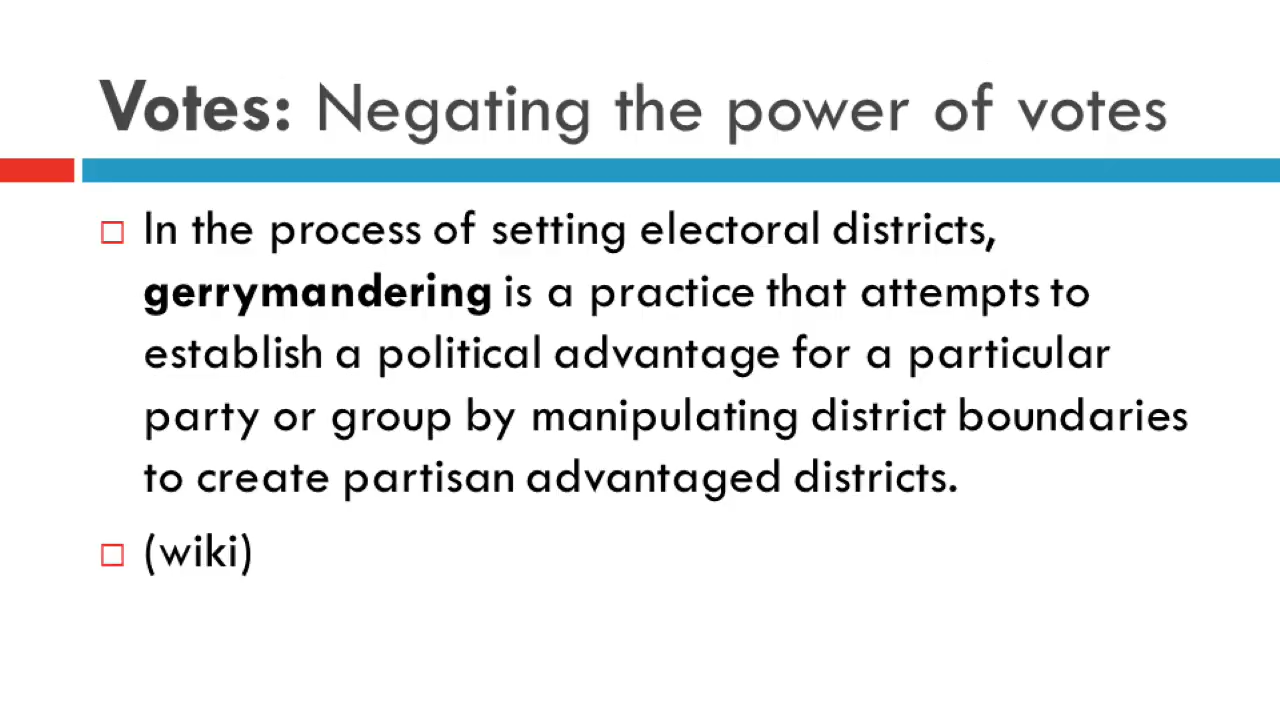 Votes: Negating the power of votes
In the process of setting electoral districts,
gerrymandering is a practice that attempts to
establish a political advantage for a particular
party or group by manipulating district boundaries
to create partisan advantaged districts.
(wiki)